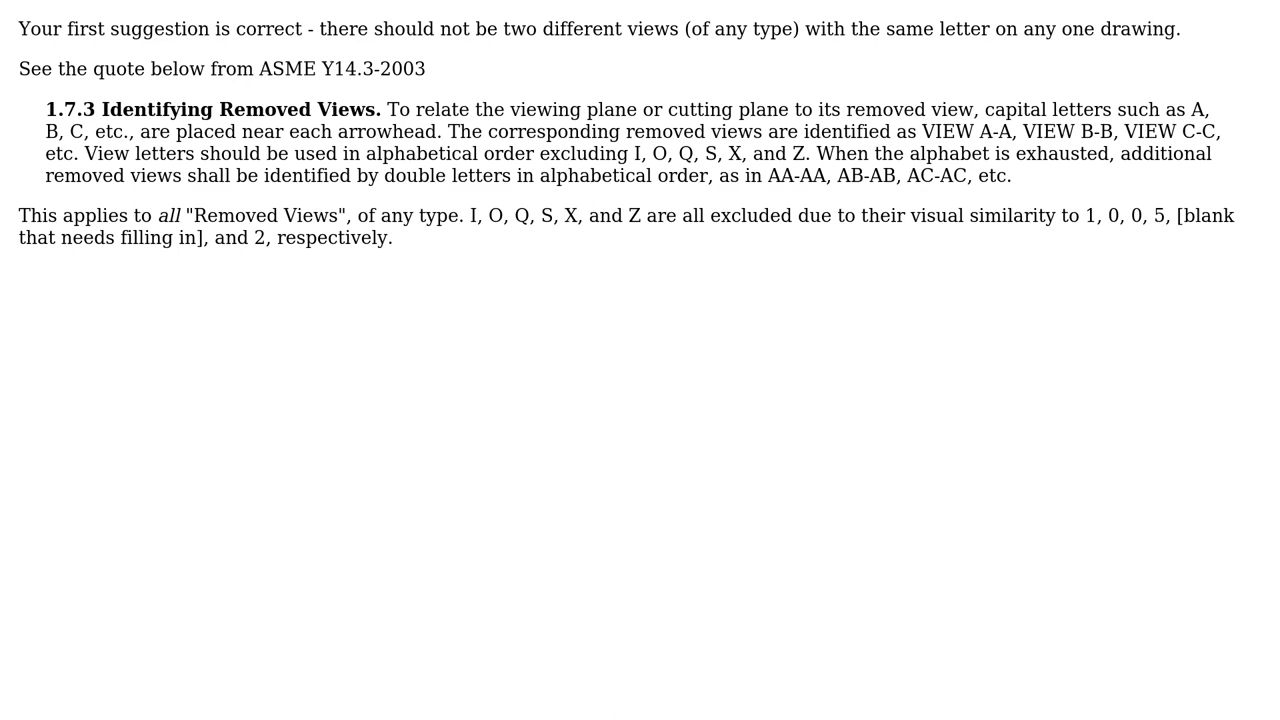 Your first suggestion is correct - there should not be two different views (of any type) with the same letter on any one drawing.
See the quote below from ASME Y14.3-2003
1.7.3 Identifying Removed Views. To relate the viewing plane or cutting plane to its removed view, capital letters such as A,
B, C, etc., are placed near each arrowhead. The corresponding removed views are identified as VIEW A-A, VIEW B-B, VIEW C-C,
etc. View letters should be used in alphabetical order excluding I, O, Q, S, X, and Z. When the alphabet is exhausted, additional
removed views shall be identified by double letters in alphabetical order, as in AA-AA, AB-AB, AC-AC, etc.
This applies to all "Removed Views", of any type. I, O, Q, S, X, and Z are all excluded due to their visual similarity to 1, 0, 0, 5, [blank
that needs filling in], and 2, respectively.